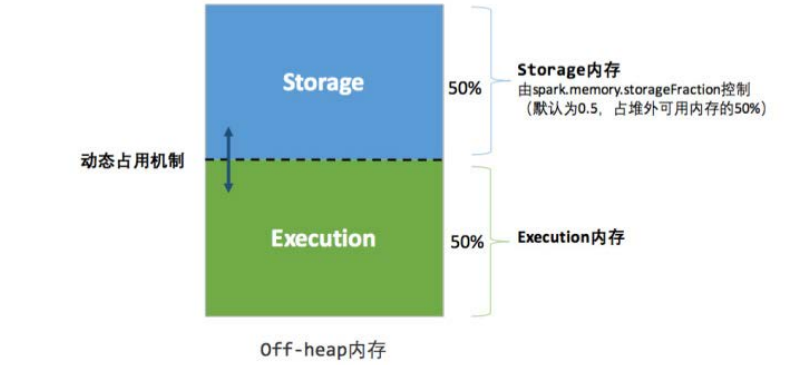 Storage
50%
Storage内存
由spark.memory.storageFraction控制
（默认为0.5，占堆外可用内存的50%）
动态占用机制
Execution
50%
Execution内存
Off-heap内存